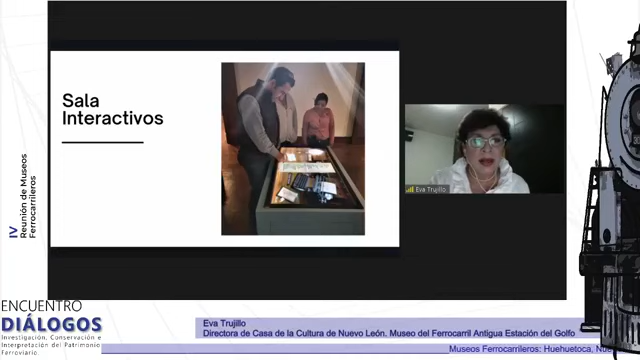 Sala
Interactivos
Eva Trujillo
IV
Reunión de Museos
Ferrocarrileros
ENCUENTRO
DIÁLOGOS
Investigación, Conservación e
Interpretación del Patrimonio
Ferroviario.
Eva Trujillo
Directora de Casa de la Cultura de Nuevo León. Museo del Ferrocarril Antigua Estación del Golfo
Museos Ferrocarrileros: Huehuetoca,